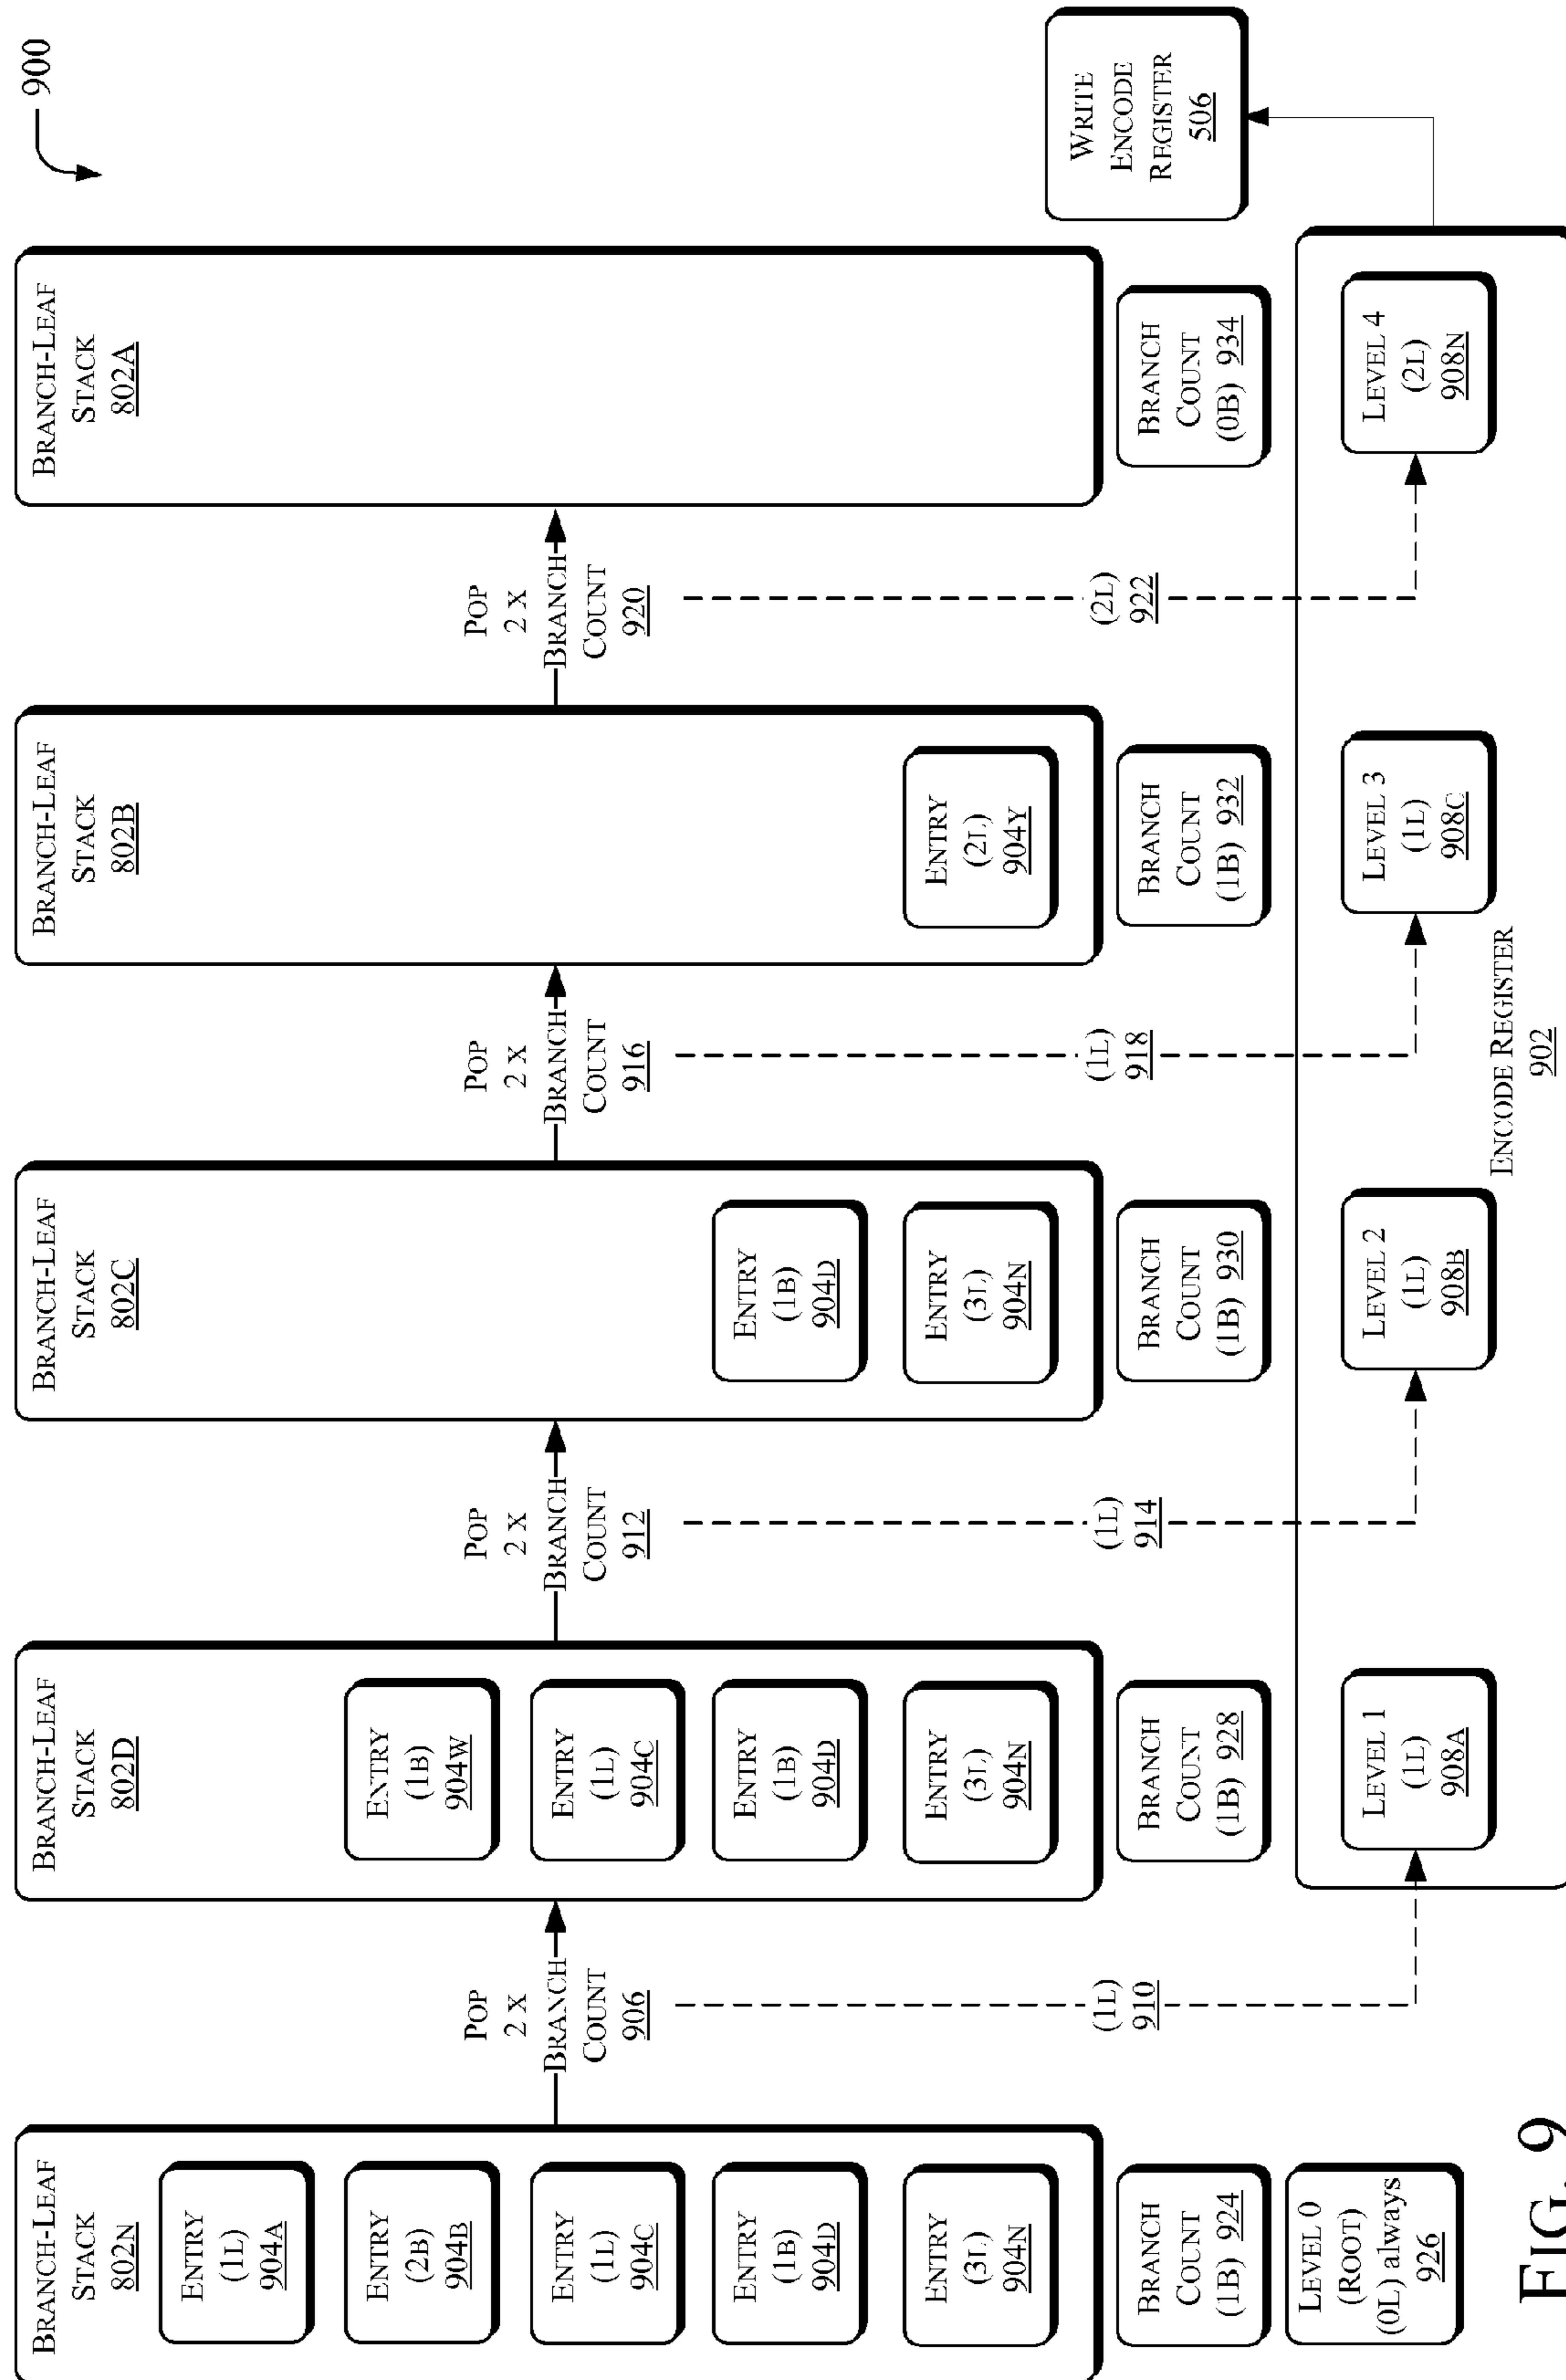 900
BRANCH-LEAF
STACK
802N
ENTRY
(1L)
904A
ENTRY
(2B)
904B
ENTRY
(1L)
904C
ENTRY
(1B)
904D
ENTRY
(3L)
904N
BRANCH
COUNT
(1B) 924
LEVEL 0
(ROOT)
(0L) always
926
POP
2 X
BRANCH
COUNT
906
(1L)
910
BRANCH-LEAF
STACK
802D
ENTRY
(1B)
904W
ENTRY
(1L)
904C
ENTRY
(1B)
904D
ENTRY
(3L)
904N
BRANCH
COUNT
(1B) 928
LEVEL 1
(1L)
908A
POP
2 X
BRANCH
COUNT
912
(1L)
914
BRANCH-LEAF
STACK
802C
ENTRY
(1B)
904D
ENTRY
(3L)
904N
BRANCH
COUNT
(1B) 930
LEVEL 2
(1L)
908B
POP
2 X
BRANCH
COUNT
916
(1L)
918
BRANCH-LEAF
STACK
802B
ENTRY
(2L)
904Y
BRANCH
COUNT
(1B) 932
LEVEL 3
(1L)
908C
POP
2 X
BRANCH
COUNT
920
(2L)
922
BRANCH-LEAF
STACK
802A
BRANCH
COUNT
(0B) 934
LEVEL 4
(2L)
908N
WRITE
ENCODE
REGISTER
506
ENCODE REGISTER
902
FIG. 9